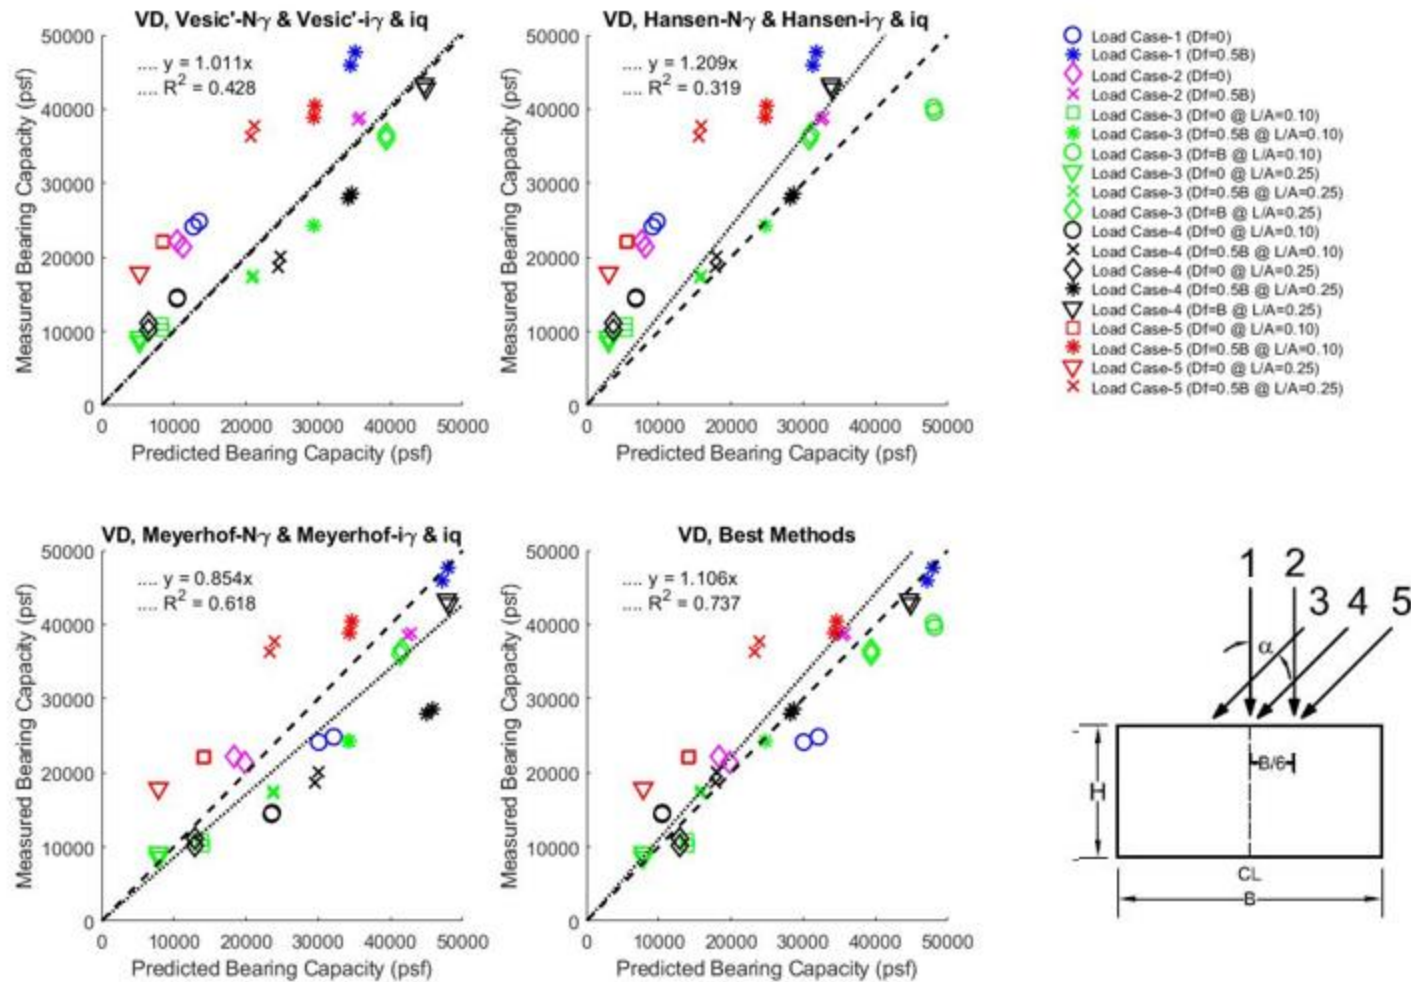 VD, Vesic'-Nγ & Vesic'-iγ & iq
.... y = 1.011x
.... R² = 0.428
Measured Bearing Capacity (psf)
50000
40000
30000
20000
10000
0
0 10000 20000 30000 40000 50000
Predicted Bearing Capacity (psf)
VD, Hansen-Nγ & Hansen-iγ & iq
.... y = 1.209x
.... R² = 0.319
Measured Bearing Capacity (psf)
50000
40000
30000
20000
10000
0
0 10000 20000 30000 40000 50000
Predicted Bearing Capacity (psf)
Load Case-1 (Df=0)
Load Case-1 (Df=0.5B)
Load Case-2 (Df=0)
Load Case-2 (Df=0.5B)
Load Case-3 (Df=0 @ L/A=0.10)
Load Case-3 (Df=0.5B @ L/A=0.10)
Load Case-3 (Df=B @ L/A=0.10)
Load Case-3 (Df=0 @ L/A=0.25)
Load Case-3 (Df=0.5B @ L/A=0.25)
Load Case-3 (Df=B @ L/A=0.25)
Load Case-4 (Df=0 @ L/A=0.10)
Load Case-4 (Df=0.5B @ L/A=0.10)
Load Case-4 (Df=0 @ L/A=0.25)
Load Case-4 (Df=0.5B @ L/A=0.25)
Load Case-4 (Df=B @ L/A=0.25)
Load Case-5 (Df=0 @ L/A=0.10)
Load Case-5 (Df=0.5B @ L/A=0.10)
Load Case-5 (Df=0 @ L/A=0.25)
Load Case-5 (Df=0.5B @ L/A=0.25)
VD, Meyerhof-Nγ & Meyerhof-iγ & iq
.... y = 0.854x
.... R² = 0.618
Measured Bearing Capacity (psf)
50000
40000
30000
20000
10000
0
0 10000 20000 30000 40000 50000
Predicted Bearing Capacity (psf)
VD, Best Methods
.... y = 1.106x
.... R² = 0.737
Measured Bearing Capacity (psf)
50000
40000
30000
20000
10000
0
0 10000 20000 30000 40000 50000
Predicted Bearing Capacity (psf)
1 2 3 4 5
α
B/6
H
CL
B